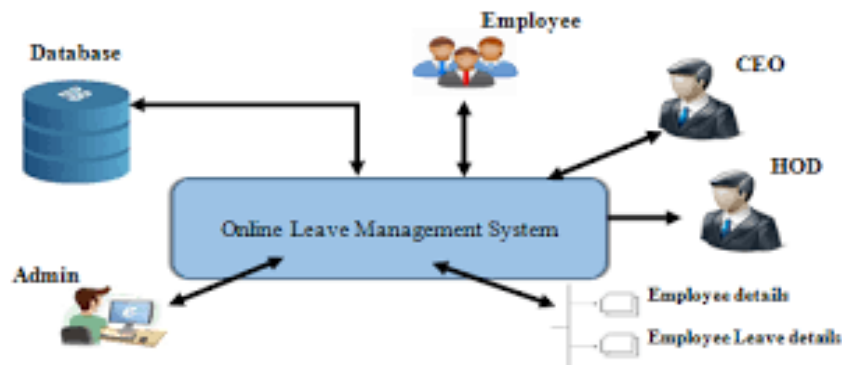 Employee
Database
CEO
HOD
Online Leave Management System
Admin
Employee details
Employee Leave details